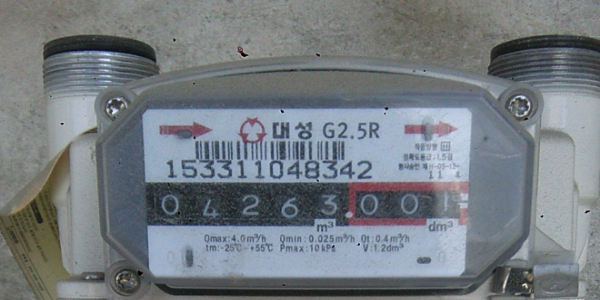 대성 G2.5R
153311048342
04263.001
m³ dm³
Qmax: 4.0m³/h Qmin: 0.025m³/h Qt: 0.4m³/h
tm: -25℃~+55℃ Pmax: 10kPa V: 1.2dm³